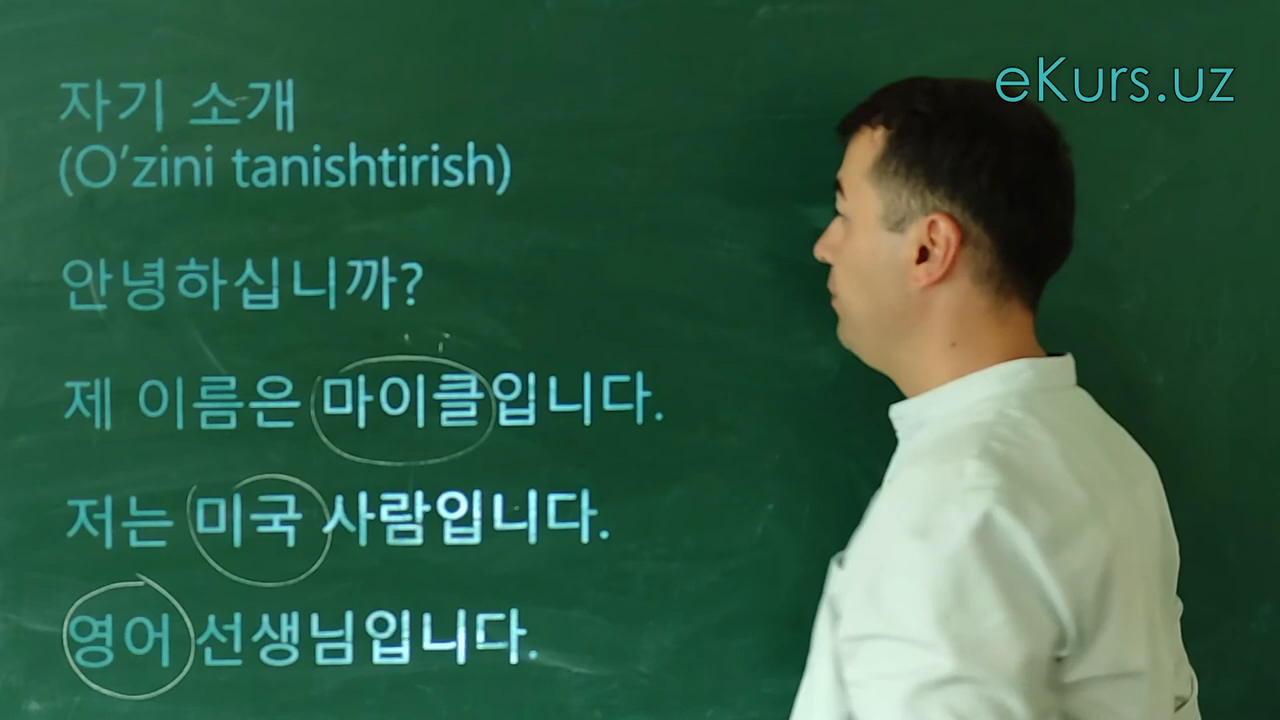 eKurs.uz
자기 소개
(O'zini tanishtirish)
안녕하십니까?
제 이름은 마이클입니다.
저는 미국 사람입니다.
영어 선생님입니다.